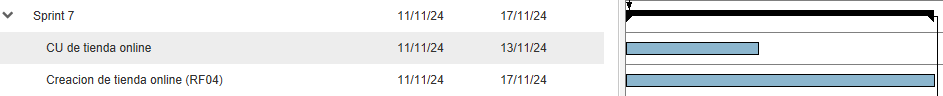 Sprint 7 11/11/24 17/11/24
CU de tienda online 11/11/24 13/11/24
Creacion de tienda online (RF04) 11/11/24 17/11/24